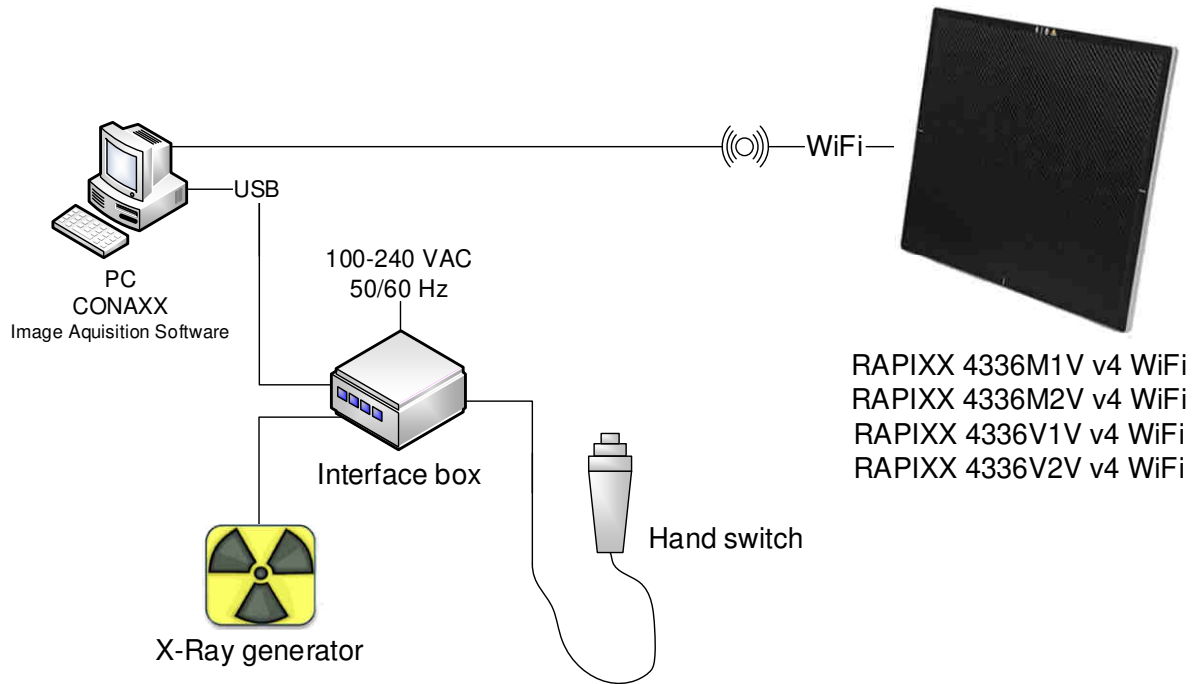 WiFi
USB
PC
CONAXX
Image Aquisition Software
100-240 VAC
50/60 Hz
Interface box
RAPIXX 4336M1V v4 WiFi
RAPIXX 4336M2V v4 WiFi
RAPIXX 4336V1V v4 WiFi
RAPIXX 4336V2V v4 WiFi
Hand switch
X-Ray generator